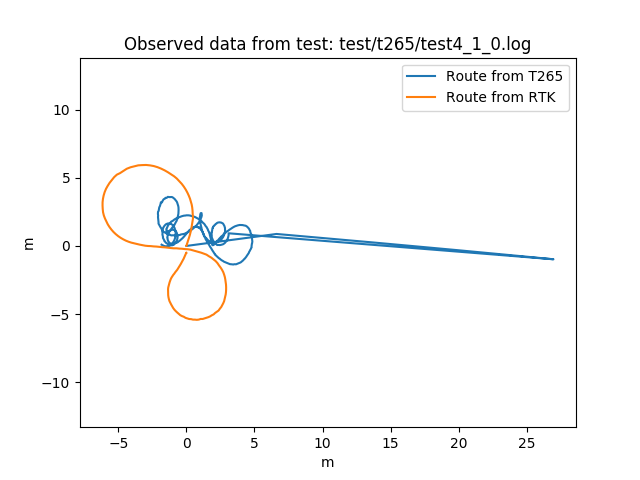 Observed data from test: test/t265/test4_1_0.log
Route from T265
Route from RTK
m
10
5
0
−5
−10
−5 0 5 10 15 20 25
m